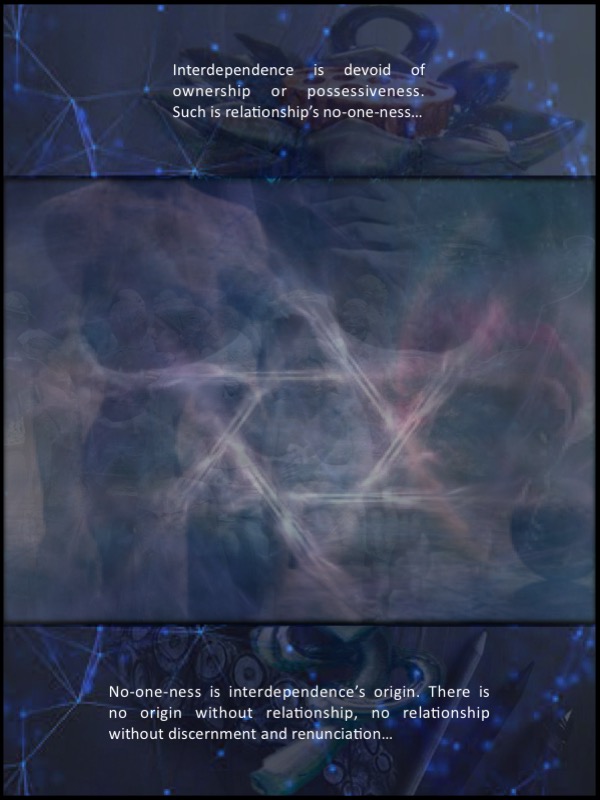 Interdependence is devoid of
ownership or possessiveness.
Such is relationship’s no-one-ness…
No-one-ness is interdependence’s origin. There is
no origin without relationship, no relationship
without discernment and renunciation…